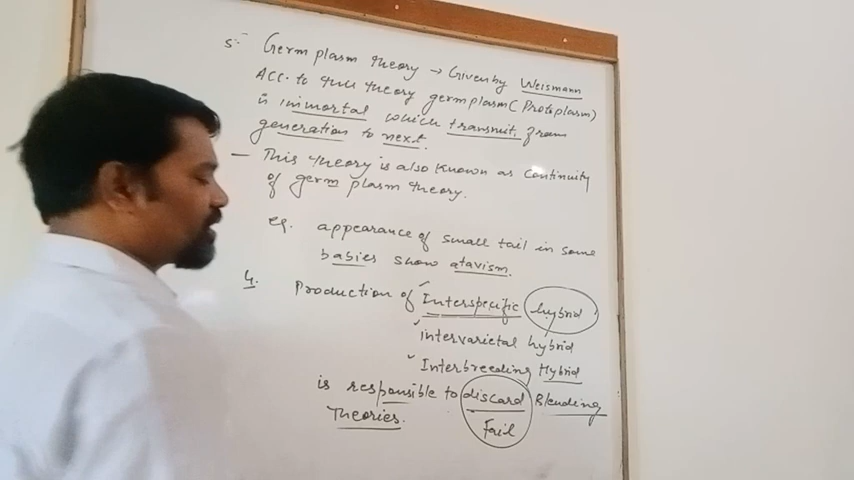 5:- Germ plasm theory → Given by Weismann
Acc. to this theory germplasm (Protoplasm)
is immortal which transmit from
generation to next.
– This theory is also known as continuity
of germ plasm theory.
eg. appearance of small tail in some
babies show atavism.
4. Production of Interspecific hybrid
intervarietal hybrid
Interbreeding Hybrid
is responsible to discard Blending
Fail
Theories.